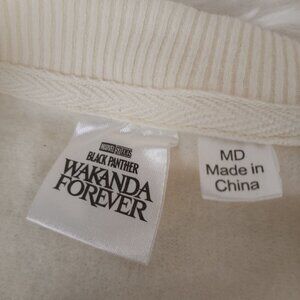 MARVEL STUDIOS
BLACK PANTHER
WAKANDA
FOREVER
MD
Made in
China